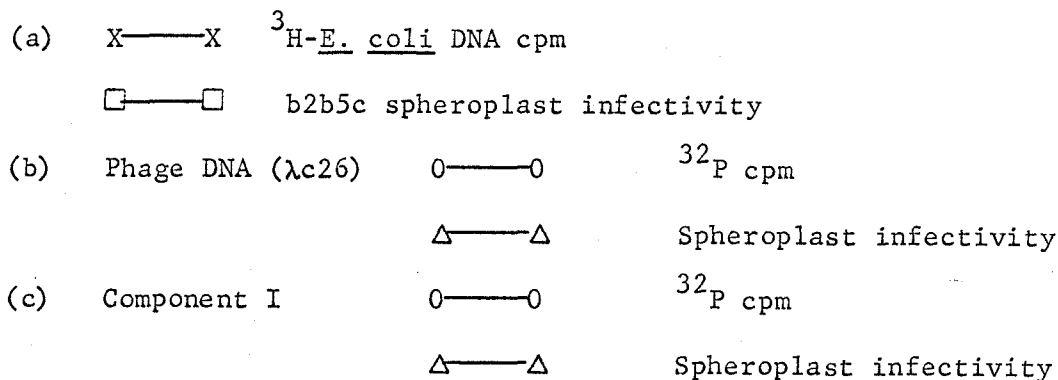 (a) X——X ³H-E. coli DNA cpm
□——□ b2b5c spheroplast infectivity
(b) Phage DNA (λc26) O——O ³²P cpm
△——△ Spheroplast infectivity
(c) Component I O——O ³²P cpm
△——△ Spheroplast infectivity